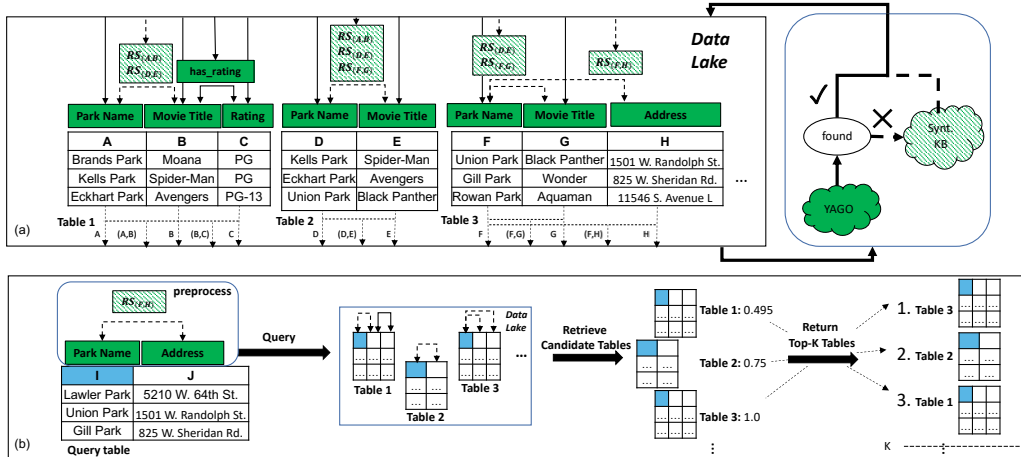 RS(A,B)
RS(D,E)
has_rating
Park Name Movie Title Rating
A B C
Brands Park Moana PG
Kells Park Spider-Man PG
Eckhart Park Avengers PG-13
Table 1
A (A,B) B (B,C) C
(a)
RS(A,B)
RS(D,E)
RS(F,G)
Park Name Movie Title
D E
Kells Park Spider-Man
Eckhart Park Avengers
Union Park Black Panther
Table 2
D (D,E) E
RS(D,E)
RS(F,G)
RS(F,H)
Data
Lake
Park Name Movie Title Address
F G H
Union Park Black Panther 1501 W. Randolph St.
Gill Park Wonder 825 W. Sheridan Rd.
Rowan Park Aquaman 11546 S. Avenue L
...
Table 3
F (F,G) G (F,H) H
✓
found
Synt.
KB
YAGO
RS(F,H)
preprocess
Park Name Address
I J
Lawler Park 5210 W. 64th St.
Union Park 1501 W. Randolph St.
Gill Park 825 W. Sheridan Rd.
Query table
(b)
Query
Data
Lake
...
Table 1
Table 2
Table 3
Retrieve
Candidate Tables
Table 1: 0.495
Table 2: 0.75
Table 3: 1.0
Return
Top-K Tables
1. Table 3
2. Table 2
3. Table 1
K